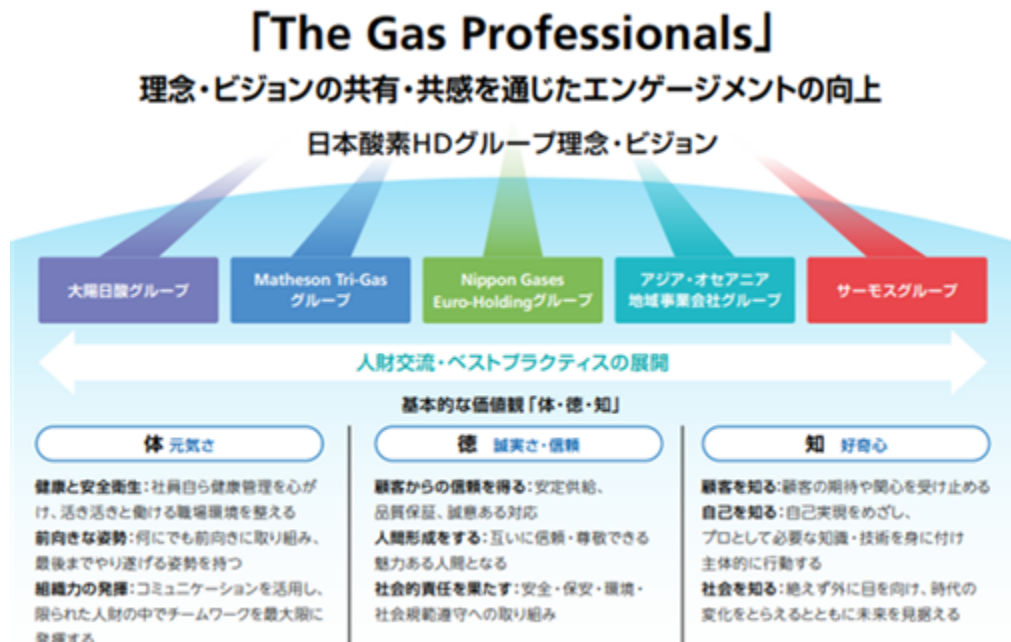 「The Gas Professionals」
理念・ビジョンの共有・共感を通じたエンゲージメントの向上
日本酸素HDグループ理念・ビジョン
大陽日酸グループ
Matheson Tri-Gas
グループ
Nippon Gases
Euro-Holdingグループ
アジア・オセアニア
地域事業会社グループ
サーモスグループ
人財交流・ベストプラクティスの展開
基本的な価値観「体・徳・知」
体 元気さ
健康と安全衛生：社員自ら健康管理を心が
け、活き活きと働ける職場環境を整える
前向きな姿勢：何にでも前向きに取り組み、
最後までやり遂げる姿勢を持つ
組織力の発揮：コミュニケーションを活用し、
限られた人財の中でチームワークを最大限に
発揮する
徳 誠実さ・信頼
顧客からの信頼を得る：安定供給、
品質保証、誠意ある対応
人間形成をする：互いに信頼・尊敬できる
魅力ある人間となる
社会的責任を果たす：安全・保安・環境・
社会規範遵守への取り組み
知 好奇心
顧客を知る：顧客の期待や関心を受け止める
自己を知る：自己実現をめざし、
プロとして必要な知識・技術を身に付け
主体的に行動する
社会を知る：絶えず外に目を向け、時代の
変化をとらえるとともに未来を見据える